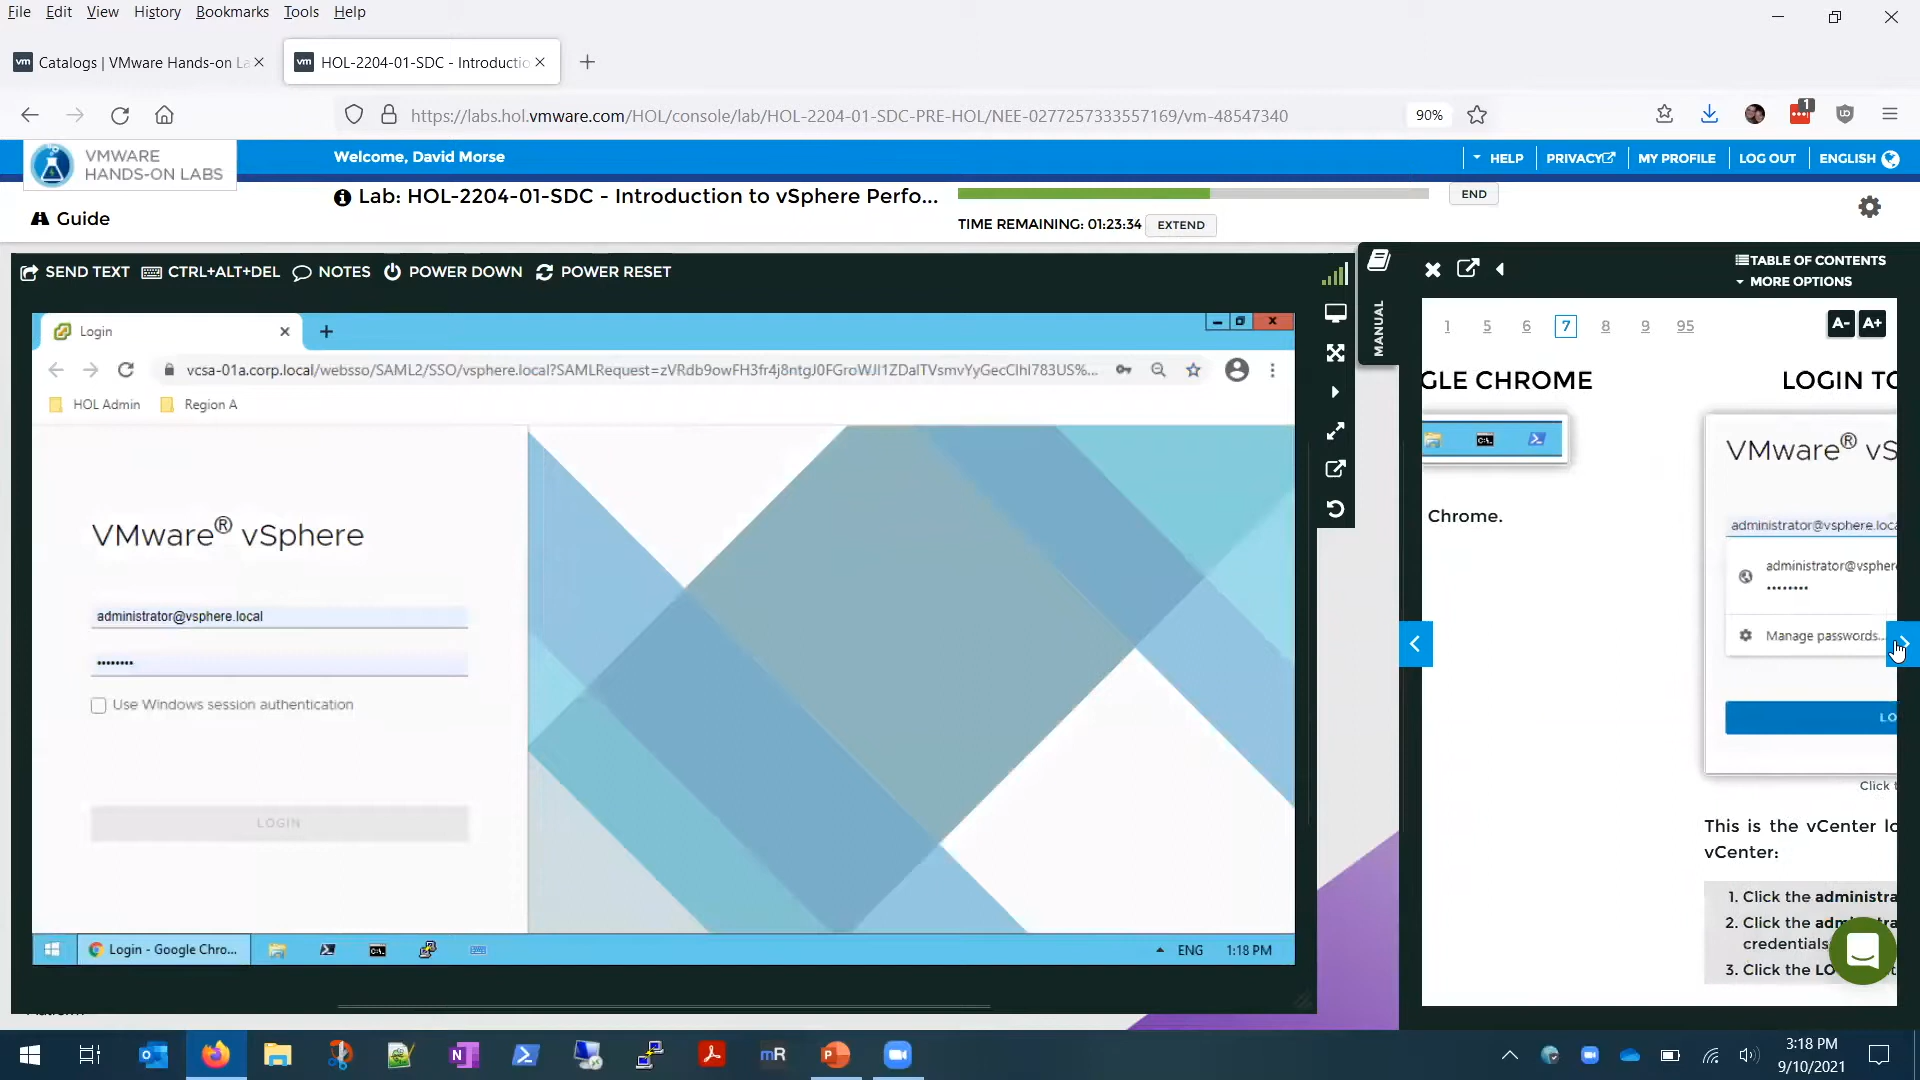 File Edit View History Bookmarks Tools Help
Catalogs | VMware Hands-on La
HOL-2204-01-SDC - Introductio
https://labs.hol.vmware.com/HOL/console/lab/HOL-2204-01-SDC-PRE-HOL/NEE-0277257333557169/vm-48547340
90%
1
VMWARE
HANDS-ON LABS
Welcome, David Morse
HELP
PRIVACY
MY PROFILE
LOG OUT
ENGLISH
Guide
Lab: HOL-2204-01-SDC - Introduction to vSphere Perfo...
END
TIME REMAINING: 01:23:34
EXTEND
SEND TEXT
CTRL+ALT+DEL
NOTES
POWER DOWN
POWER RESET
MANUAL
TABLE OF CONTENTS
MORE OPTIONS
Login
vcsa-01a.corp.local/websso/SAML2/SSO/vsphere.local?SAMLRequest=zVRdb9owFH3fr4j8ntgJ0FGroWJI1ZDalTVsmvYyGecClhI783US%...
HOL Admin
Region A
VMware® vSphere
administrator@vsphere.local
••••••••
Use Windows session authentication
LOGIN
Login - Google Chro...
ENG
1:18 PM
1 5 6 7 8 9 95
A- A+
GLE CHROME
Chrome.
LOGIN TO
VMware® vS
administrator@vsphere.loca
administrator@vsphere
••••••••
Manage passwords...
LO
Click t
This is the vCenter lo
vCenter:
1. Click the administra
2. Click the adm
credentials
3. Click the LO
3:18 PM
9/10/2021